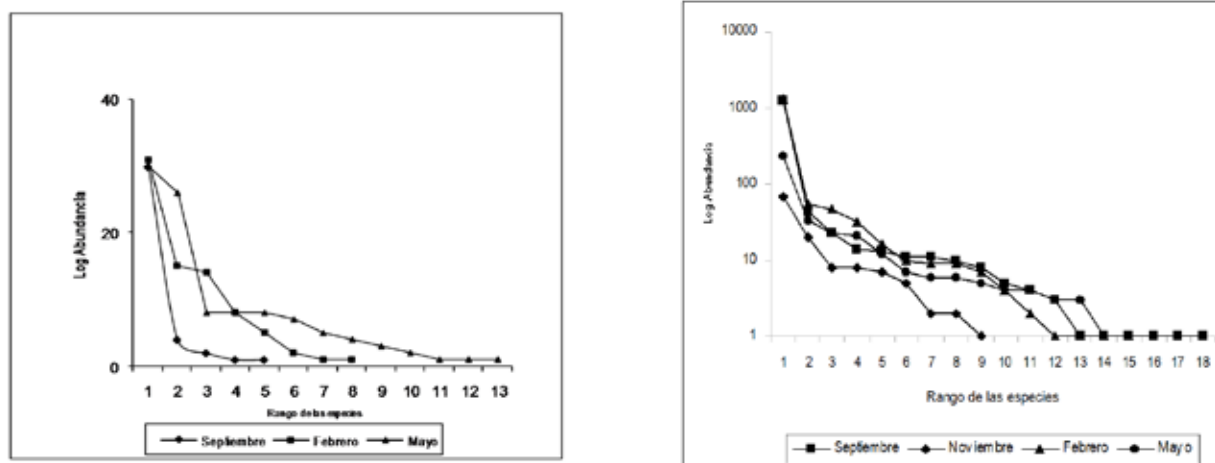 40
20
0
Log Abundancia
1 2 3 4 5 6 7 8 9 10 11 12 13
Rango de las especies
Septiembre Febrero Mayo
10000
1000
100
10
1
Log Abundancia
1 2 3 4 5 6 7 8 9 10 11 12 13 14 15 16 17 18
Rango de las especies
Septiembre Noviembre Febrero Mayo